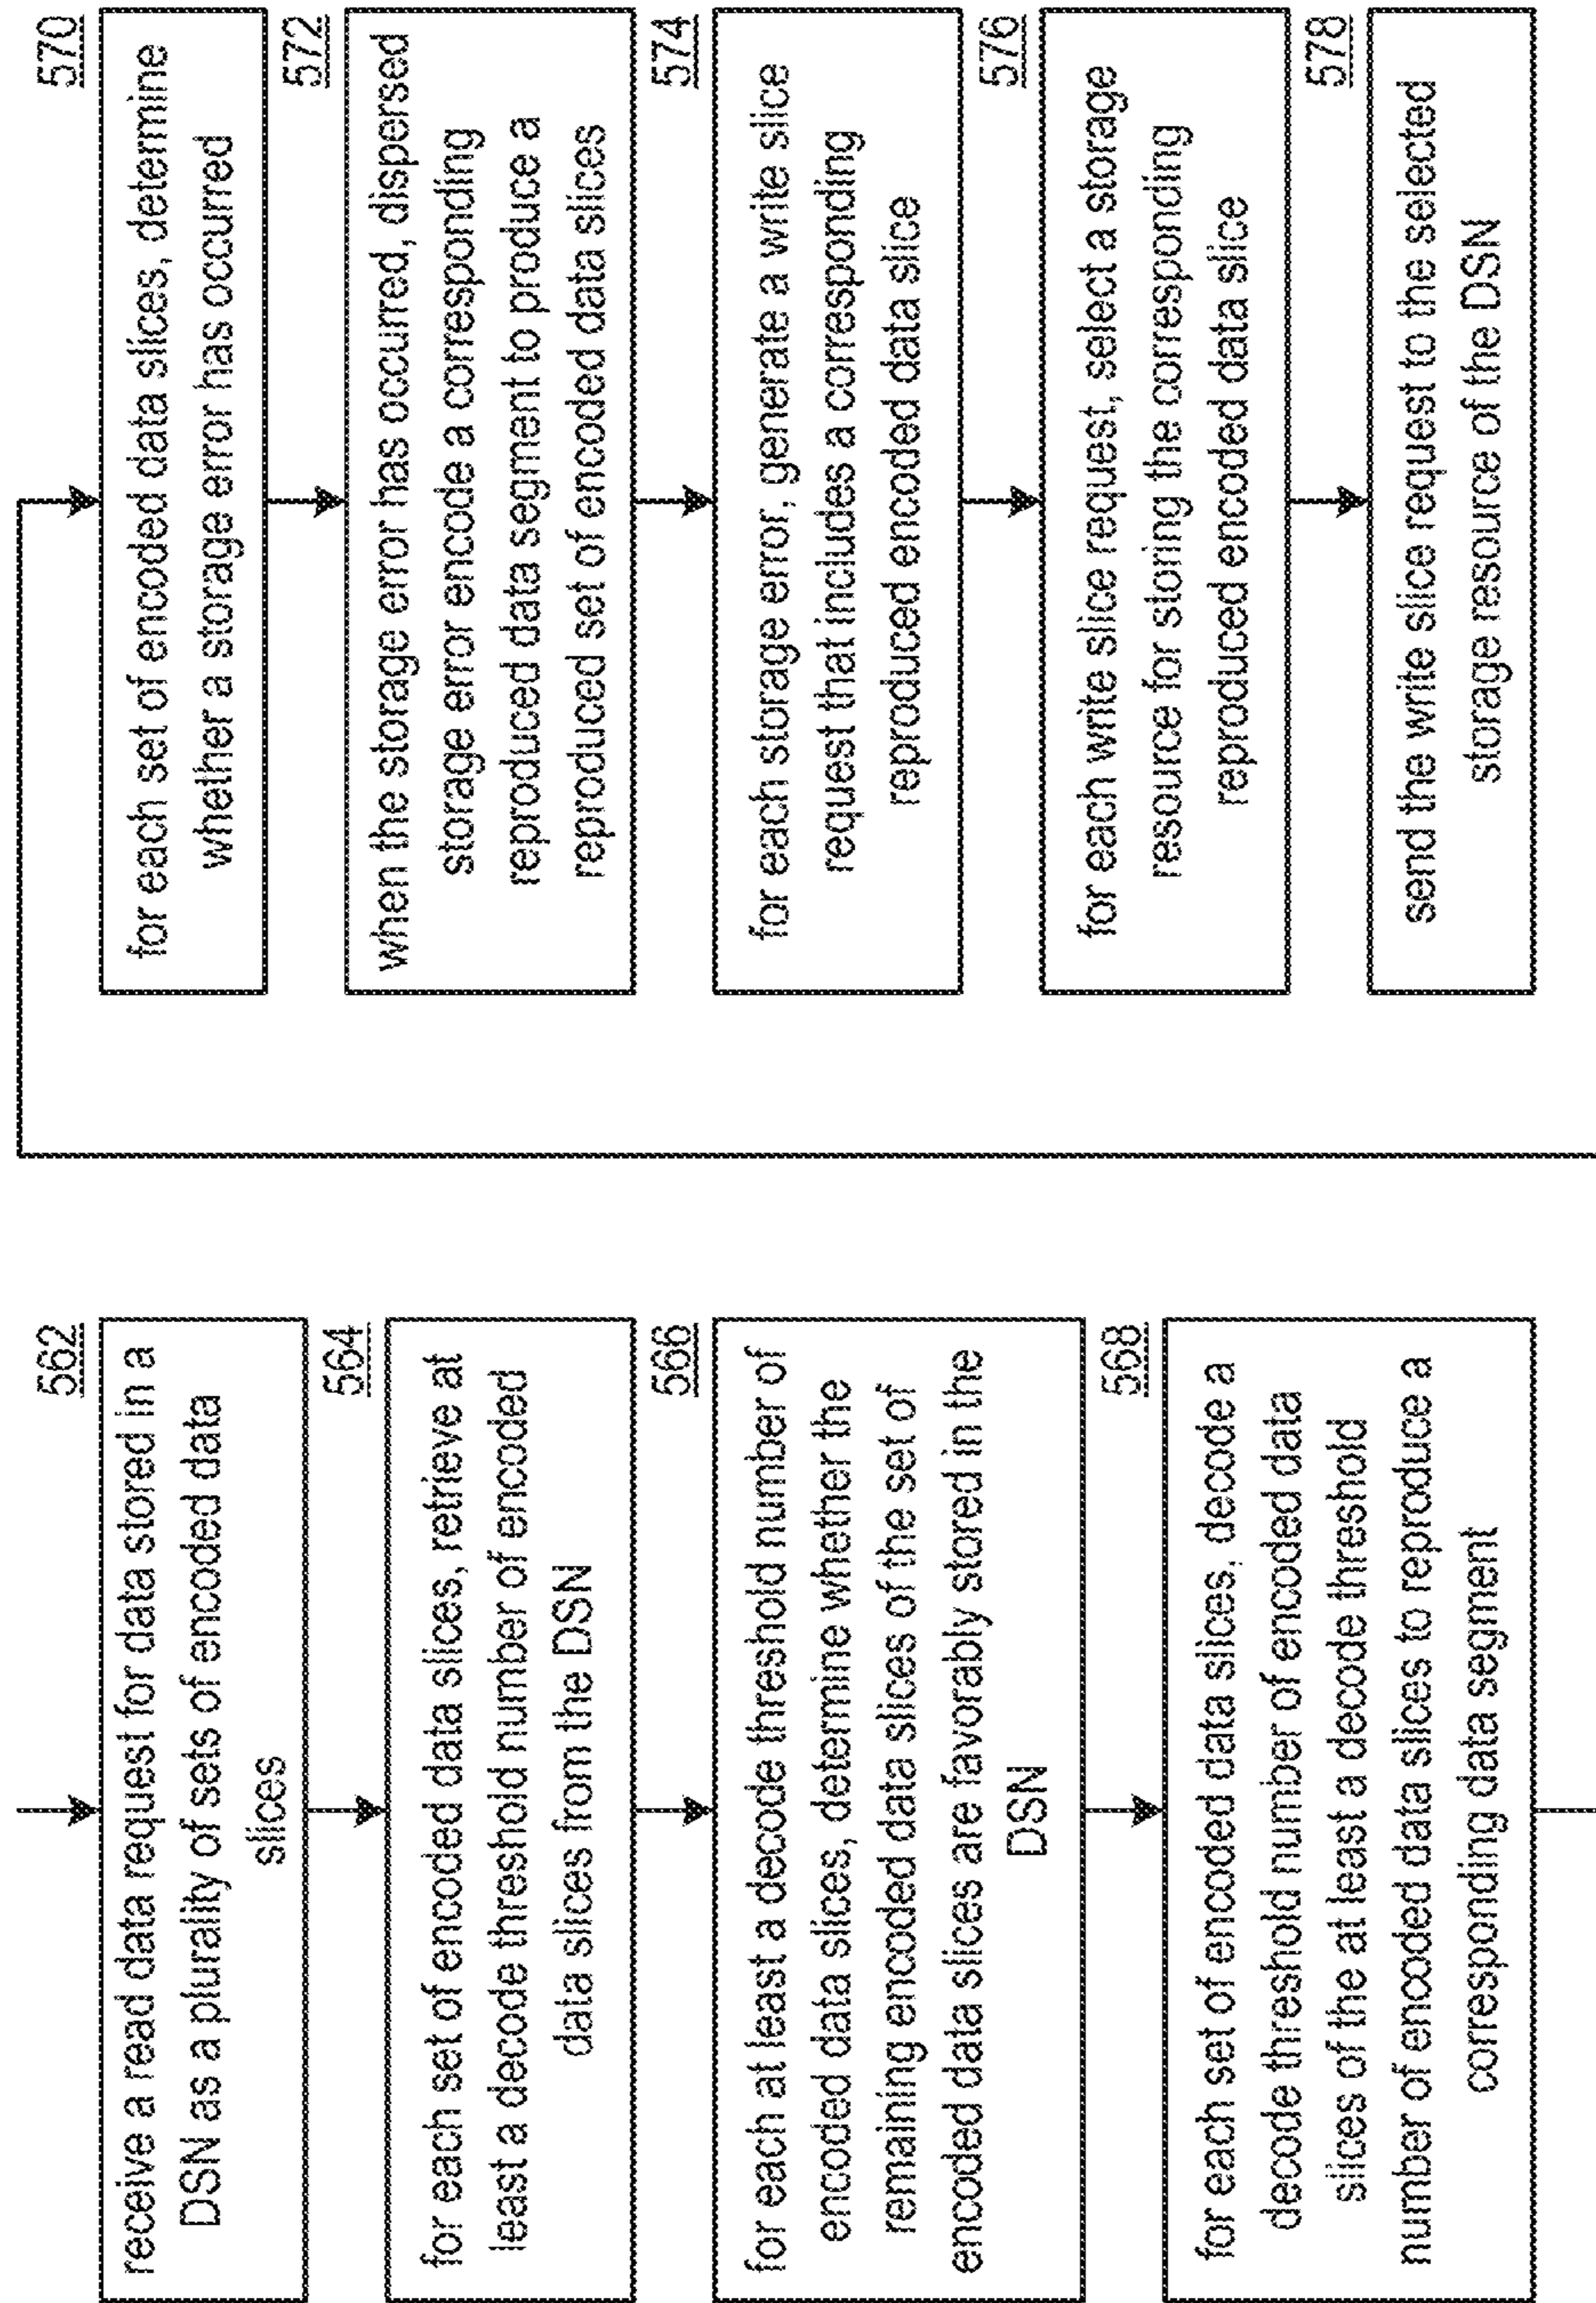 562
receive a read data request for data stored in a
DSN as a plurality of sets of encoded data
slices
564
for each set of encoded data slices, retrieve at
least a decode threshold number of encoded
data slices from the DSN
566
for each at least a decode threshold number of
encoded data slices, determine whether the
remaining encoded data slices of the set of
encoded data slices are favorably stored in the
DSN
568
for each set of encoded data slices, decode a
decode threshold number of encoded data
slices of the at least a decode threshold
number of encoded data slices to reproduce a
corresponding data segment
570
for each set of encoded data slices, determine
whether a storage error has occurred
572
when the storage error has occurred, dispersed
storage error encode a corresponding
reproduced data segment to produce a
reproduced set of encoded data slices
574
for each storage error, generate a write slice
request that includes a corresponding
reproduced encoded data slice
576
for each write slice request, select a storage
resource for storing the corresponding
reproduced encoded data slice
578
send the write slice request to the selected
storage resource of the DSN